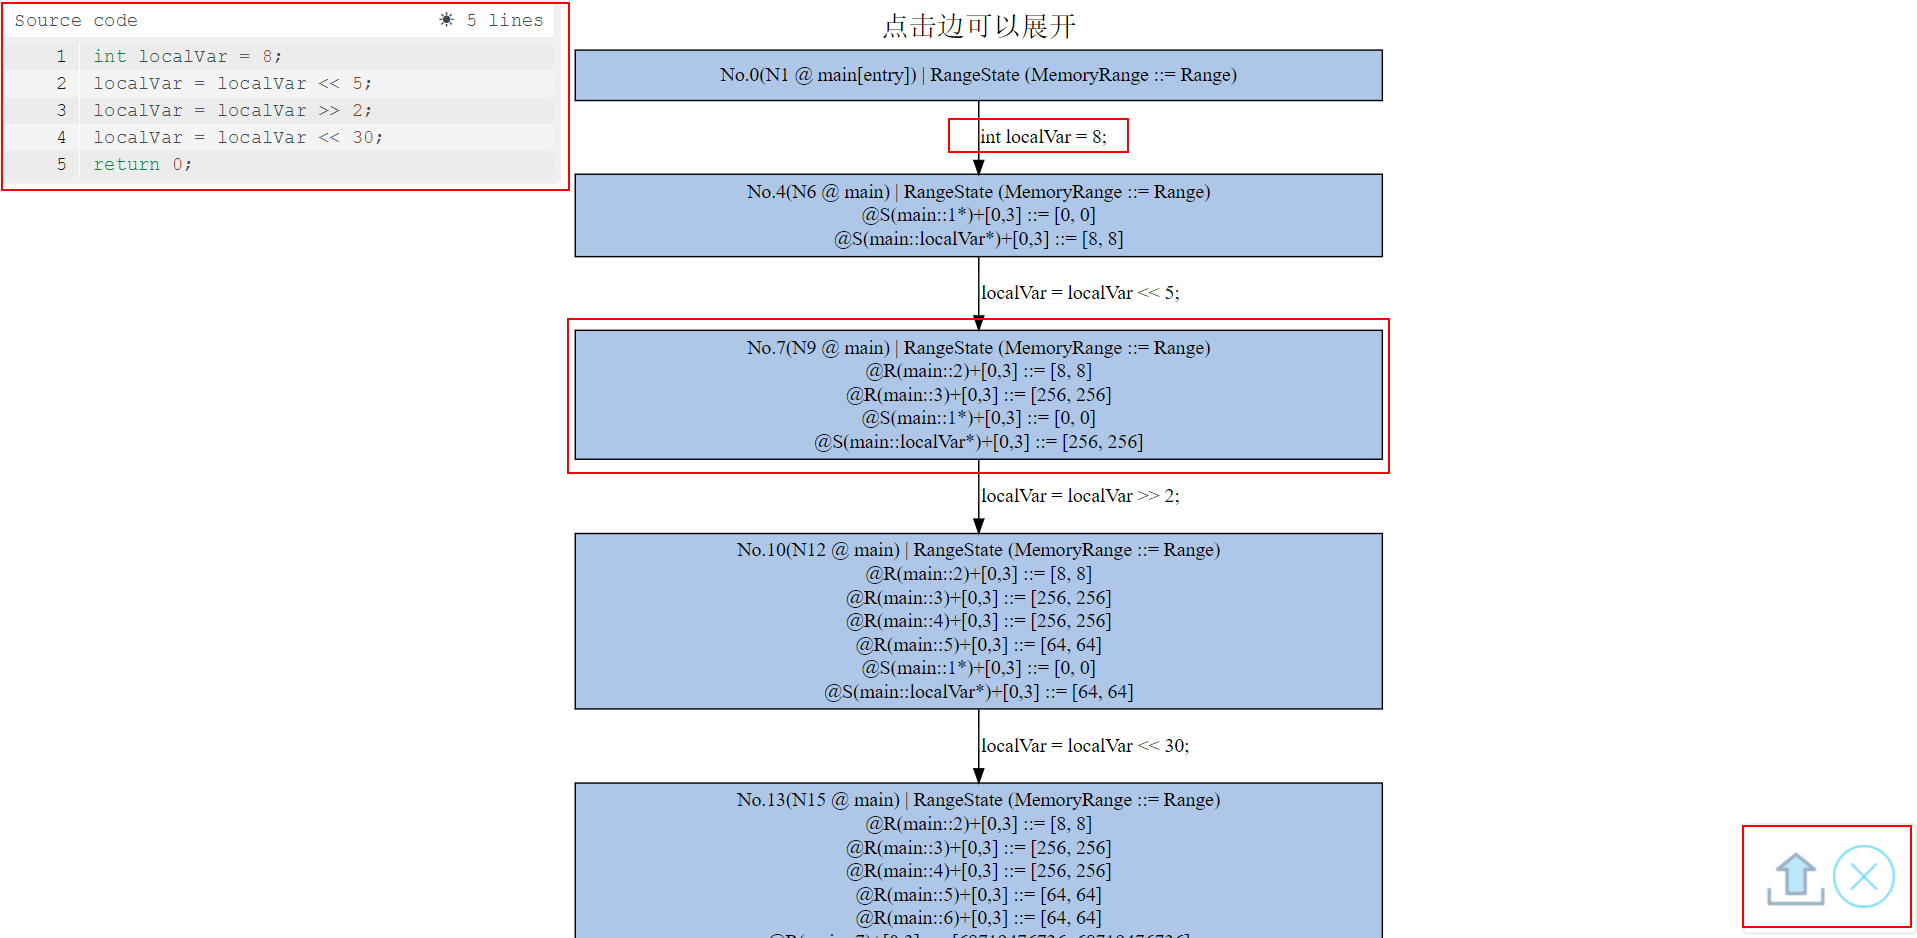 Source code
5 lines
1 int localVar = 8;
2 localVar = localVar << 5;
3 localVar = localVar >> 2;
4 localVar = localVar << 30;
5 return 0;
点击边可以展开
No.0(N1 @ main[entry]) | RangeState (MemoryRange ::= Range)
int localVar = 8;
No.4(N6 @ main) | RangeState (MemoryRange ::= Range)
@S(main::1*)+[0,3] ::= [0, 0]
@S(main::localVar*)+[0,3] ::= [8, 8]
localVar = localVar << 5;
No.7(N9 @ main) | RangeState (MemoryRange ::= Range)
@R(main::2)+[0,3] ::= [8, 8]
@R(main::3)+[0,3] ::= [256, 256]
@S(main::1*)+[0,3] ::= [0, 0]
@S(main::localVar*)+[0,3] ::= [256, 256]
localVar = localVar >> 2;
No.10(N12 @ main) | RangeState (MemoryRange ::= Range)
@R(main::2)+[0,3] ::= [8, 8]
@R(main::3)+[0,3] ::= [256, 256]
@R(main::4)+[0,3] ::= [256, 256]
@R(main::5)+[0,3] ::= [64, 64]
@S(main::1*)+[0,3] ::= [0, 0]
@S(main::localVar*)+[0,3] ::= [64, 64]
localVar = localVar << 30;
No.13(N15 @ main) | RangeState (MemoryRange ::= Range)
@R(main::2)+[0,3] ::= [8, 8]
@R(main::3)+[0,3] ::= [256, 256]
@R(main::4)+[0,3] ::= [256, 256]
@R(main::5)+[0,3] ::= [64, 64]
@R(main::6)+[0,3] ::= [64, 64]